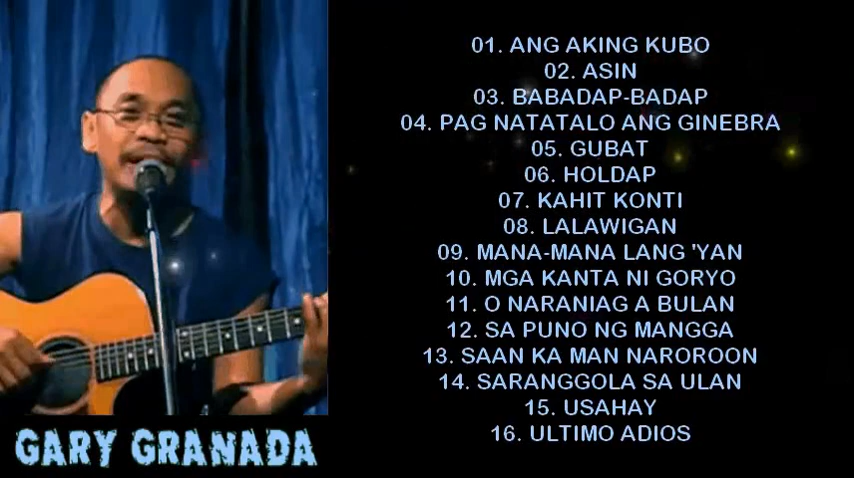 01. ANG AKING KUBO
02. ASIN
03. BABADAP-BADAP
04. PAG NATATALO ANG GINEBRA
05. GUBAT
06. HOLDAP
07. KAHIT KONTI
08. LALAWIGAN
09. MANA-MANA LANG 'YAN
10. MGA KANTA NI GORYO
11. O NARANIAG A BULAN
12. SA PUNO NG MANGGA
13. SAAN KA MAN NAROROON
14. SARANGGOLA SA ULAN
15. USAHAY
16. ULTIMO ADIOS
GARY GRANADA